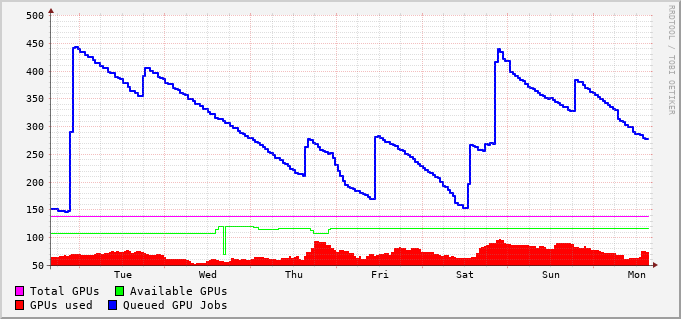 RRDTOOL / TOBI OETIKER
500
450
400
350
300
250
200
150
100
50
Tue Wed Thu Fri Sat Sun Mon
Total GPUs Available GPUs
GPUs used Queued GPU Jobs